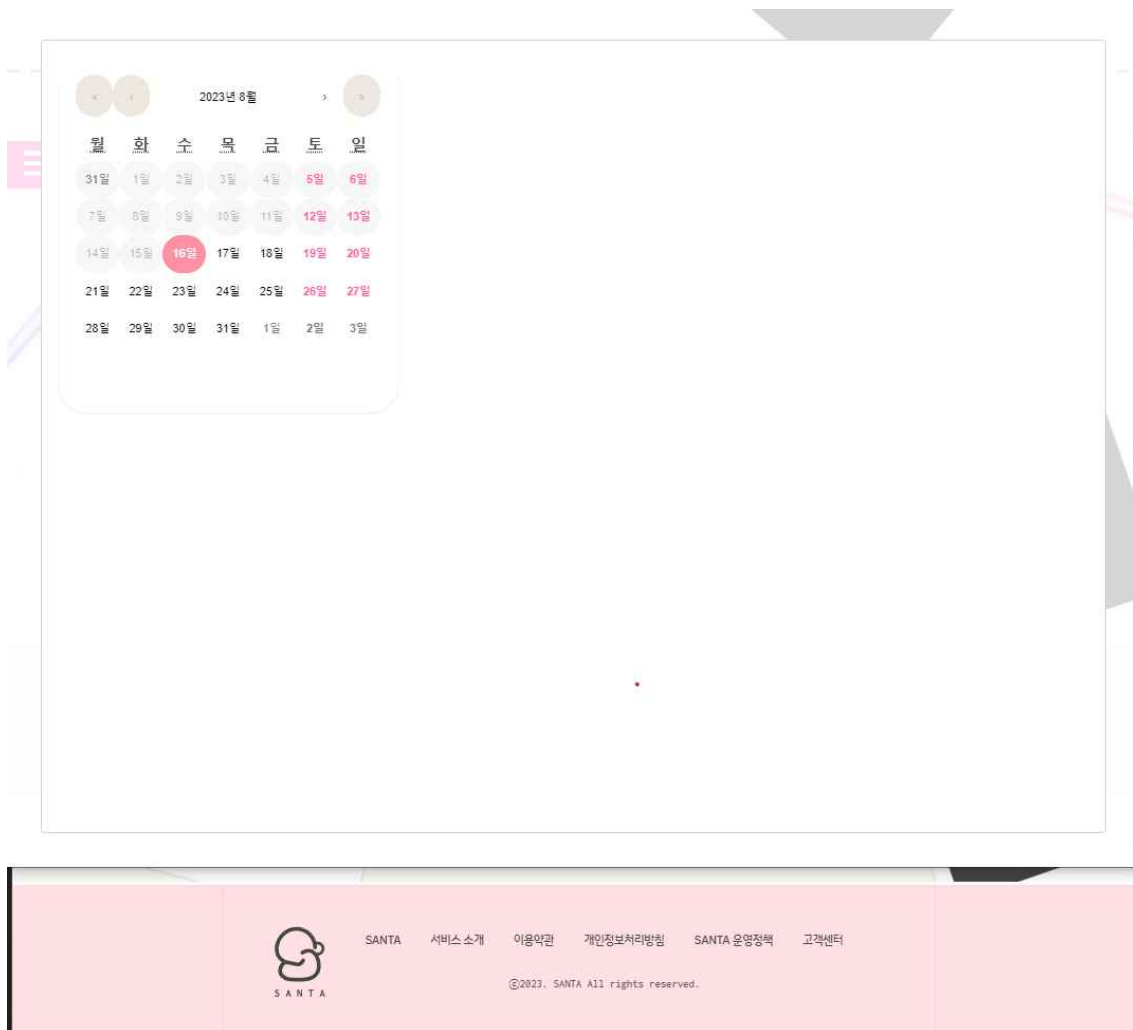 « ‹ 2023년 8월 › »
월 화 수 목 금 토 일
31일 1일 2일 3일 4일 5일 6일
7일 8일 9일 10일 11일 12일 13일
14일 15일 16일 17일 18일 19일 20일
21일 22일 23일 24일 25일 26일 27일
28일 29일 30일 31일 1일 2일 3일
SANTA 서비스 소개 이용약관 개인정보처리방침 SANTA 운영정책 고객센터
ⓒ2023. SANTA All rights reserved.
SANTA